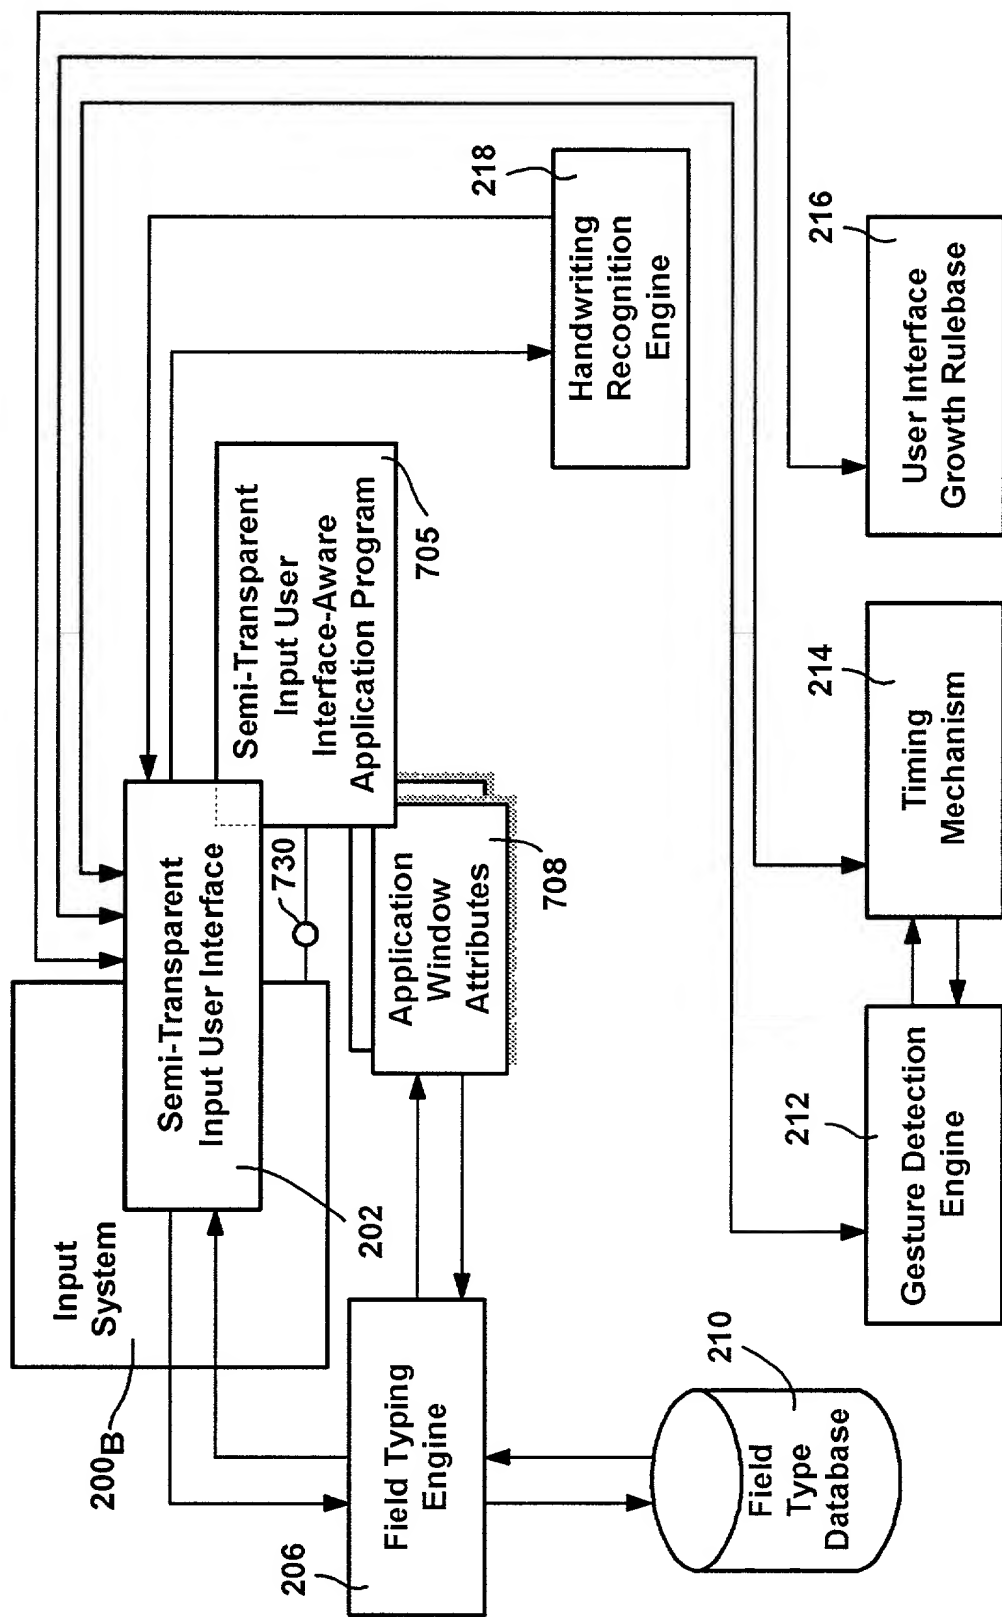 Input
System
200B
Semi-Transparent
Input User Interface
202
Semi-Transparent
Input User
Interface-Aware
Application Program
705
730
Application
Window
Attributes
708
Field Typing
Engine
206
Field
Type
Database
210
Handwriting
Recognition
Engine
218
Gesture Detection
Engine
212
Timing
Mechanism
214
User Interface
Growth Rulebase
216